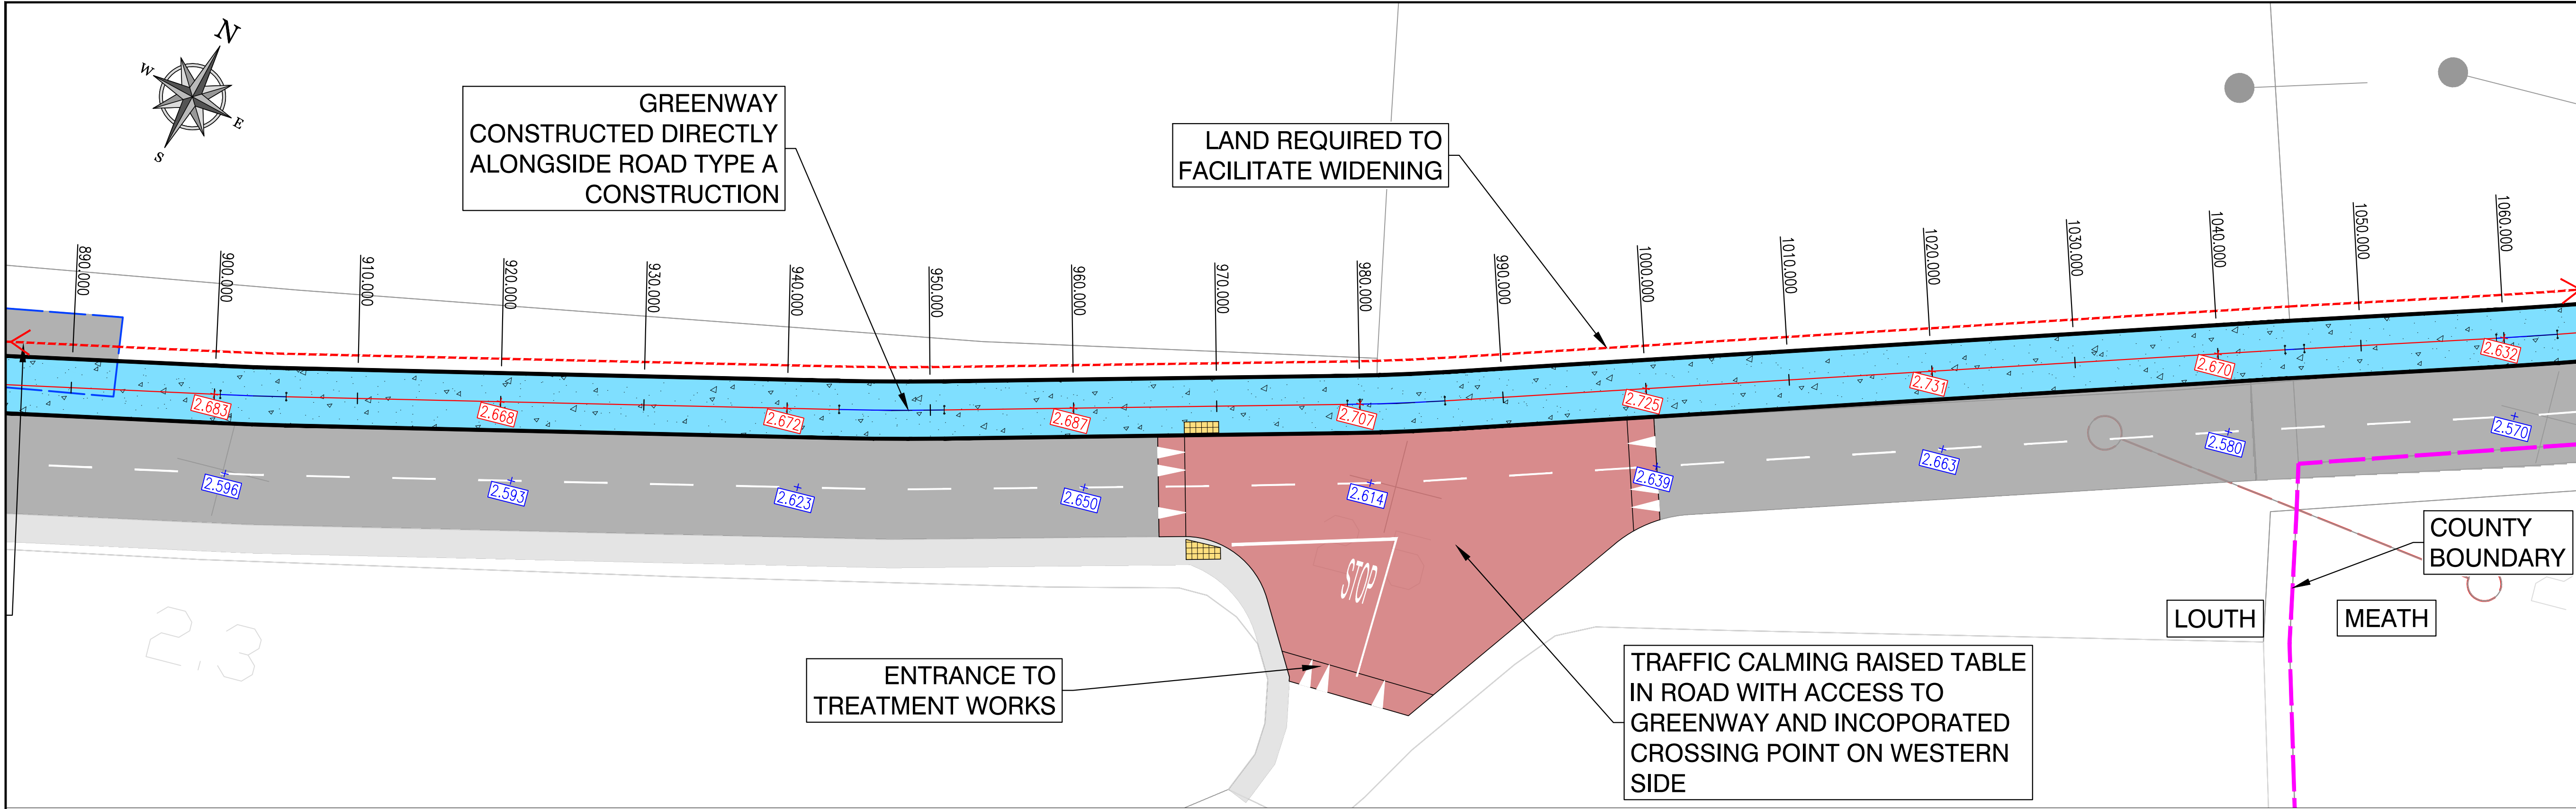 N
W
E
S
GREENWAY
CONSTRUCTED DIRECTLY
ALONGSIDE ROAD TYPE A
CONSTRUCTION
LAND REQUIRED TO
FACILITATE WIDENING
890.000
900.000
910.000
920.000
930.000
940.000
950.000
960.000
970.000
980.000
990.000
1000.000
1010.000
1020.000
1030.000
1040.000
1050.000
1060.000
2.683
2.668
2.672
2.687
2.707
2.725
2.731
2.670
2.632
2.596
2.593
2.623
2.650
2.614
2.639
2.663
2.580
2.570
STOP
2.3
COUNTY
BOUNDARY
LOUTH
MEATH
ENTRANCE TO
TREATMENT WORKS
TRAFFIC CALMING RAISED TABLE
IN ROAD WITH ACCESS TO
GREENWAY AND INCOPORATED
CROSSING POINT ON WESTERN
SIDE